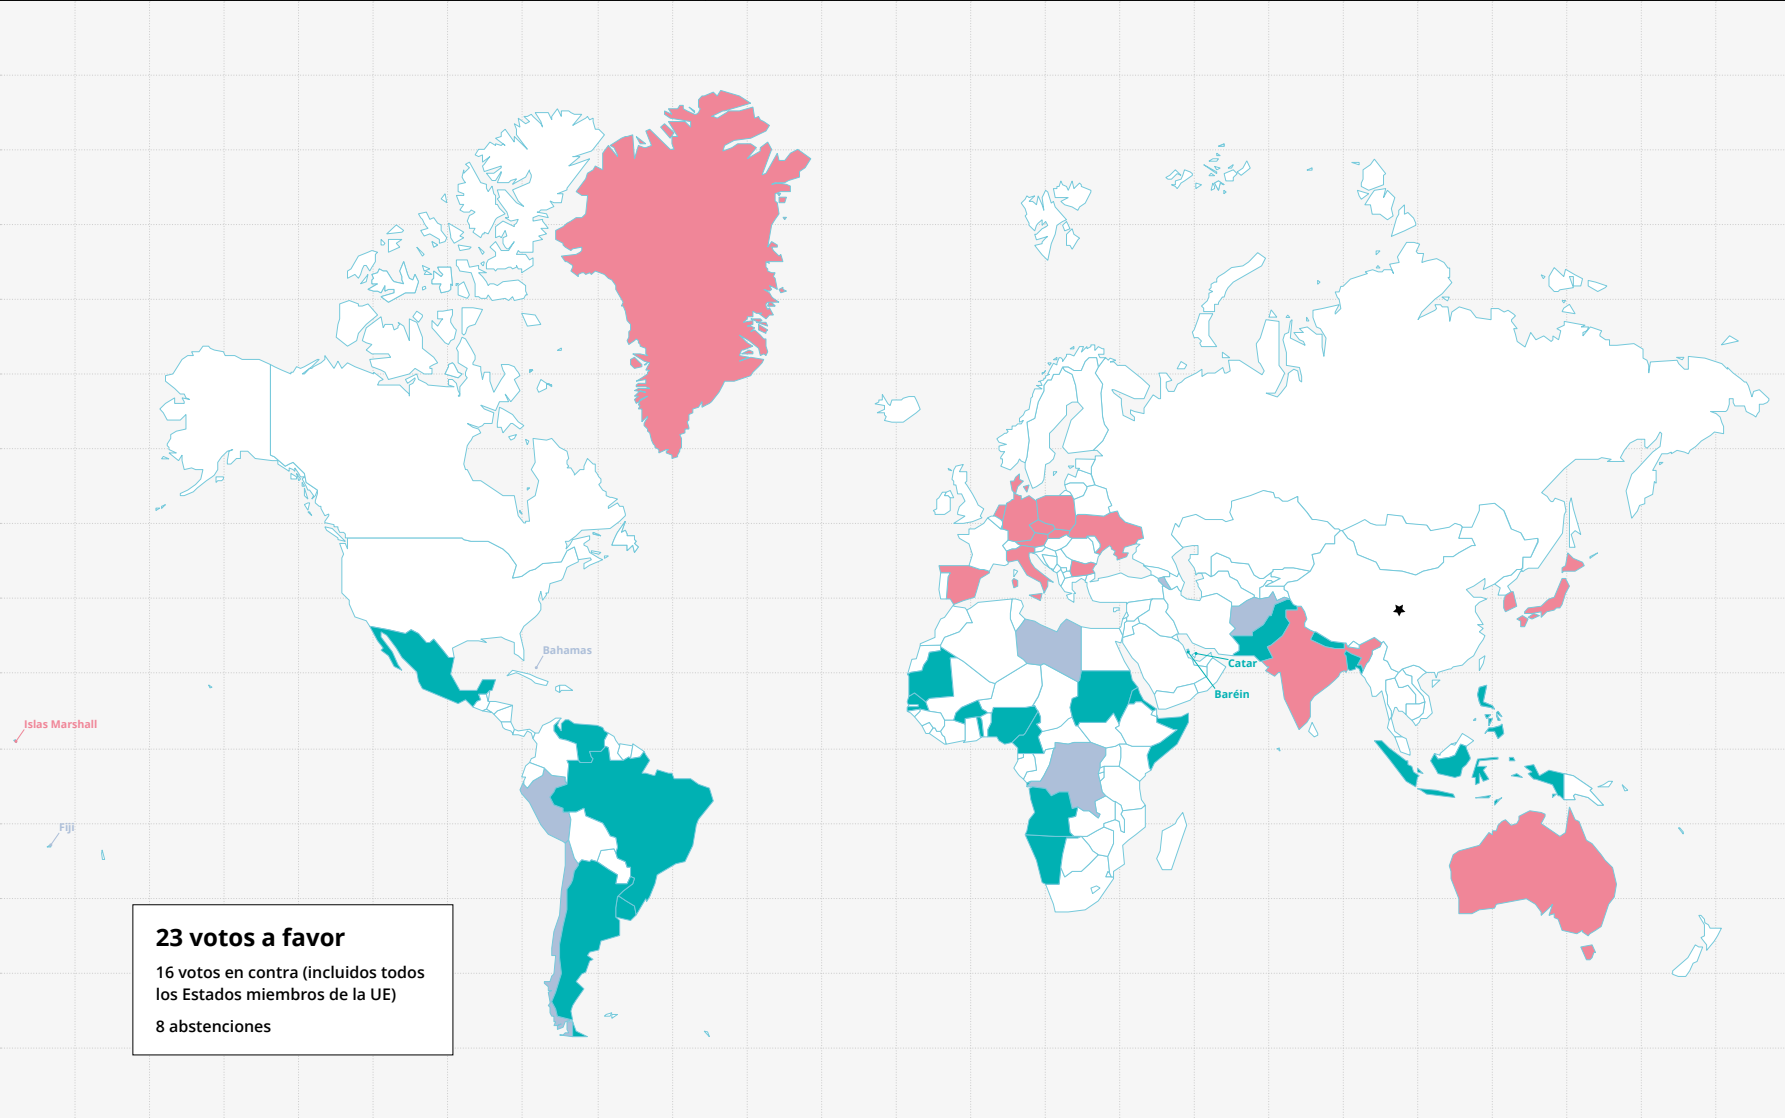 Bahamas
Catar
Baréin
Islas Marshall
Fiji
23 votos a favor
16 votos en contra (incluidos todos
los Estados miembros de la UE)
8 abstenciones